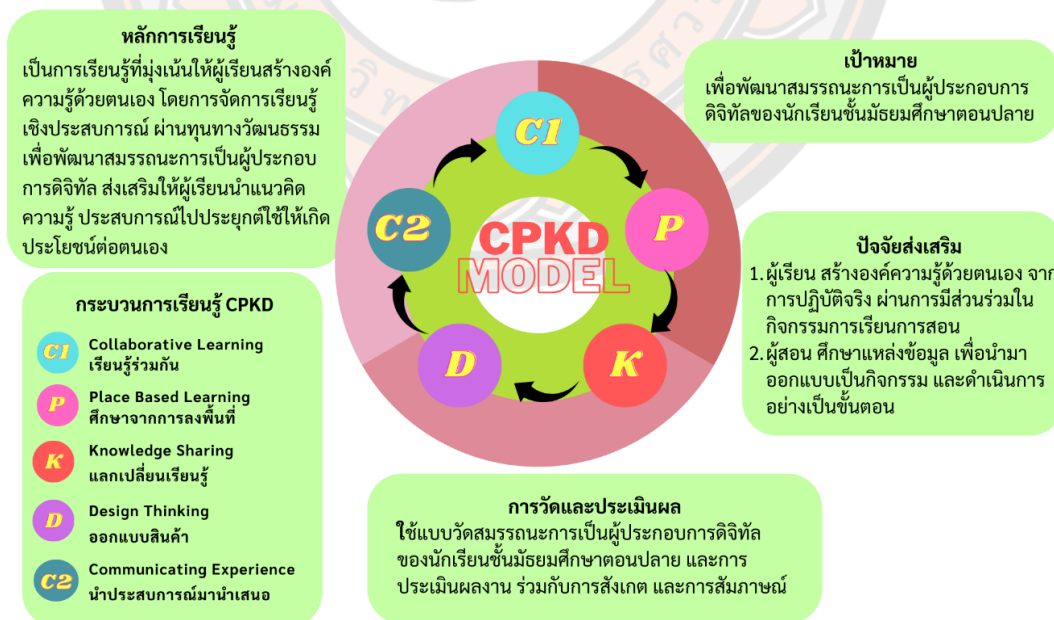 หลักการเรียนรู้
เป็นการเรียนรู้ที่มุ่งเน้นให้ผู้เรียนสร้างองค์
ความรู้ด้วยตนเอง โดยการจัดการเรียนรู้
เชิงประสบการณ์ ผ่านทุนทางวัฒนธรรม
เพื่อพัฒนาสมรรถนะการเป็นผู้ประกอบ
การดิจิทัล ส่งเสริมให้ผู้เรียนนำแนวคิด
ความรู้ ประสบการณ์ไปประยุกต์ใช้ให้เกิด
ประโยชน์ต่อตนเอง
เป้าหมาย
เพื่อพัฒนาสมรรถนะการเป็นผู้ประกอบการ
ดิจิทัลของนักเรียนชั้นมัธยมศึกษาตอนปลาย
C1
P
K
D
C2
CPKD
MODEL
ปัจจัยส่งเสริม
1. ผู้เรียน สร้างองค์ความรู้ด้วยตนเอง จาก
การปฏิบัติจริง ผ่านการมีส่วนร่วมใน
กิจกรรมการเรียนการสอน
2. ผู้สอน ศึกษาแหล่งข้อมูล เพื่อนำมา
ออกแบบเป็นกิจกรรม และดำเนินการ
อย่างเป็นขั้นตอน
กระบวนการเรียนรู้ CPKD
C1 Collaborative Learning
เรียนรู้ร่วมกัน
P Place Based Learning
ศึกษาจากการลงพื้นที่
K Knowledge Sharing
แลกเปลี่ยนเรียนรู้
D Design Thinking
ออกแบบสินค้า
C2 Communicating Experience
นำประสบการณ์มานำเสนอ
การวัดและประเมินผล
ใช้แบบวัดสมรรถนะการเป็นผู้ประกอบการดิจิทัล
ของนักเรียนชั้นมัธยมศึกษาตอนปลาย และการ
ประเมินผลงาน ร่วมกับการสังเกต และการสัมภาษณ์